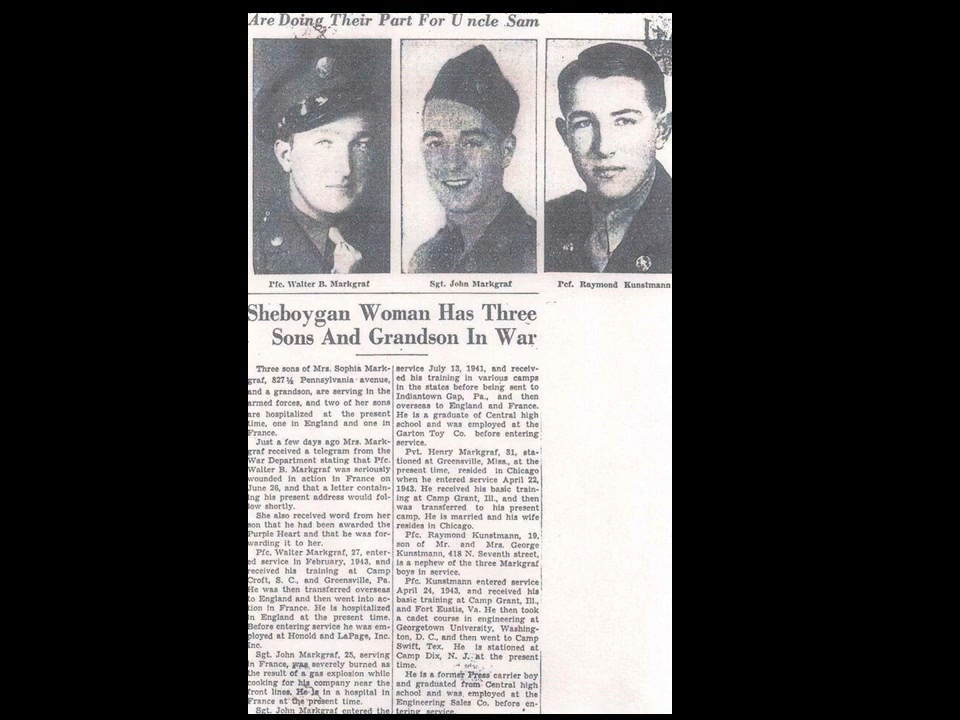 Are Doing Their Part For Uncle Sam
Pfc. Walter B. Markgraf
Sgt. John Markgraf
Pcf. Raymond Kunstmann
Sheboygan Woman Has Three
Sons And Grandson In War
Three sons of Mrs. Sophia Mark-
graf, 827½ Pennsylvania avenue,
and a grandson, are serving in the
armed forces, and two of her sons
are hospitalized at the present
time, one in England and one in
France.
Just a few days ago Mrs. Mark-
graf received a telegram from the
War Department stating that Pfc.
Walter B. Markgraf was seriously
wounded in action in France on
June 26, and that a letter contain-
ing his present address would fol-
low shortly.
She also received word from her
son that he had been awarded the
Purple Heart and that he was for-
warding it to her.
Pfc. Walter Markgraf, 27, enter-
ed service in February, 1943, and
received his training at Camp
Croft, S. C., and Greensville, Pa.
He was then transferred overseas
to England and then went into ac-
tion in France. He is hospitalized
in England at the present time.
Before entering service he was em-
ployed at Honold and LaPage, Inc.
Inc.
Sgt. John Markgraf, 25, serving
in France, was severely burned as
the result of a gas explosion while
cooking for his company near the
front lines. He is in a hospital in
France at the present time.
Sgt. John Markgraf entered the
service July 13, 1941, and receiv-
ed his training in various camps
in the states before being sent to
Indiantown Gap, Pa., and then
overseas to England and France.
He is a graduate of Central high
school and was employed at the
Garton Toy Co. before entering
service.
Pvt. Henry Markgraf, 31, sta-
tioned at Greensville, Miss., at the
present time, resided in Chicago
when he entered service April 22,
1943. He received his basic train-
ing at Camp Grant, Ill., and then
was transferred to his present
camp. He is married and his wife
resides in Chicago.
Pfc. Raymond Kunstmann, 19,
son of Mr. and Mrs. George
Kunstmann, 418 N. Seventh street,
is a nephew of the three Markgraf
boys in service.
Pfc. Kunstmann entered service
April 24, 1943, and received his
basic training at Camp Grant, Ill.,
and Fort Eustis, Va. He then took
a cadet course in engineering at
Georgetown University, Washing-
ton, D. C., and then went to Camp
Swift, Tex. He is stationed at
Camp Dix, N. J. at the present
time.
He is a former Press carrier boy
and graduated from Central high
school and was employed at the
Engineering Sales Co. before en-
tering service.